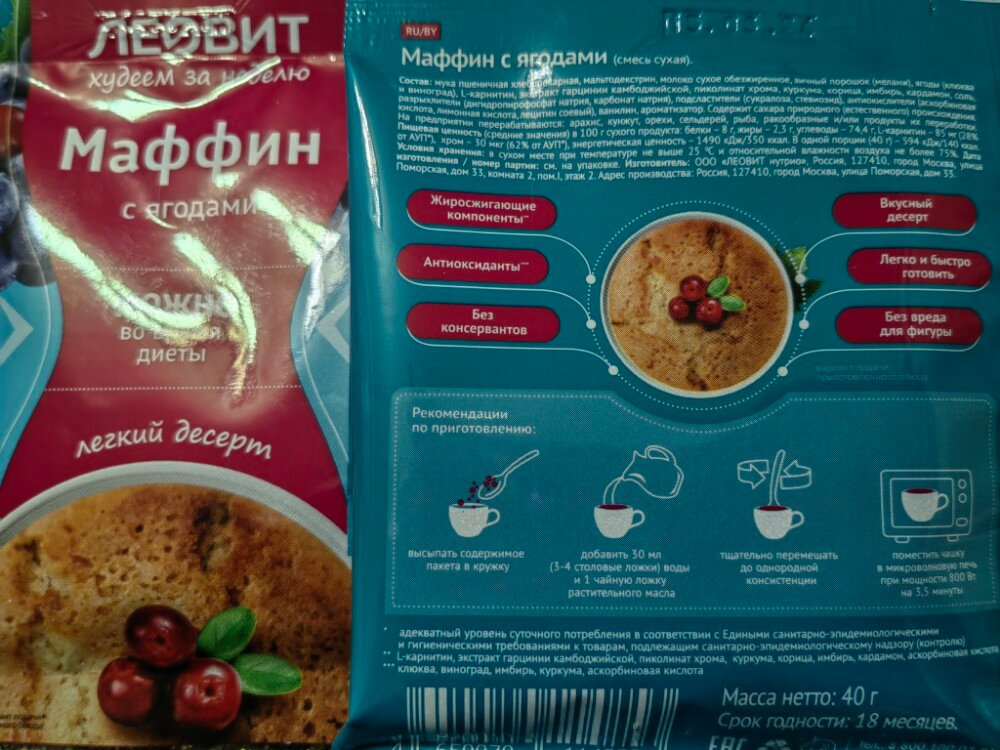 ЛЕОВИТ
худеем за неделю
Маффин
с ягодами
можно
во время
диеты
легкий десерт
RU/BY
Маффин с ягодами (смесь сухая).
Состав: мука пшеничная хлебопекарная, мальтодекстрин, молоко сухое обезжиренное, яичный порошок (меланж), ягоды (клюква
и виноград), L-карнитин, экстракт гарцинии камбоджийской, пиколинат хрома, куркума, корица, имбирь, кардамон, соль,
разрыхлители (дигидропирофосфат натрия, карбонат натрия), подсластители (сукралоза, стевиозид), антиокислители (аскорбиновая
кислота, лимонная кислота, лецитин соевый), ванилин, ароматизатор. Содержит сахара природного (естественного) происхождения.
На предприятии перерабатываются: арахис, кунжут, орехи, сельдерей, рыба, ракообразные и/или продукты их переработки.
Пищевая ценность (средние значения) в 100 г сухого продукта: белки – 8 г, жиры – 2,3 г, углеводы – 74,4 г, L-карнитин – 85 мг (28%
от АУП*), хром – 30 мкг (62% от АУП*), энергетическая ценность – 1490 кДж/350 ккал. В одной порции (40 г) – 594 кДж/140 ккал.
Условия хранения: в сухом месте при температуре не выше 25 °С и относительной влажности воздуха не более 75%. Дата
изготовления / номер партии: см. на упаковке. Изготовитель: ООО «ЛЕОВИТ нутрио», Россия, 127410, город Москва, улица
Поморская, дом 33, комната 2, пом.I, этаж 2. Адрес производства: Россия, 127410, город Москва, улица Поморская, дом 33.
Жиросжигающие
компоненты**
Антиоксиданты***
Без
консервантов
Вкусный
десерт
Легко и быстро
готовить
Без вреда
для фигуры
вариант подачи
приготовленного блюда
Рекомендации
по приготовлению:
высыпать содержимое
пакета в кружку
добавить 30 мл
(3-4 столовые ложки) воды
и 1 чайную ложку
растительного масла
тщательно перемешать
до однородной
консистенции
поместить чашку
в микроволновую печь
при мощности 800 Вт
на 3,5 минуты
* адекватный уровень суточного потребления в соответствии с Едиными санитарно-эпидемиологическими
и гигиеническими требованиями к товарам, подлежащим санитарно-эпидемиологическому надзору (контролю)
** L-карнитин, экстракт гарцинии камбоджийской, пиколинат хрома, куркума, корица, имбирь, кардамон, аскорбиновая кислота
*** клюква, виноград, имбирь, куркума, аскорбиновая кислота
Масса нетто: 40 г
Срок годности: 18 месяцев.
EAC